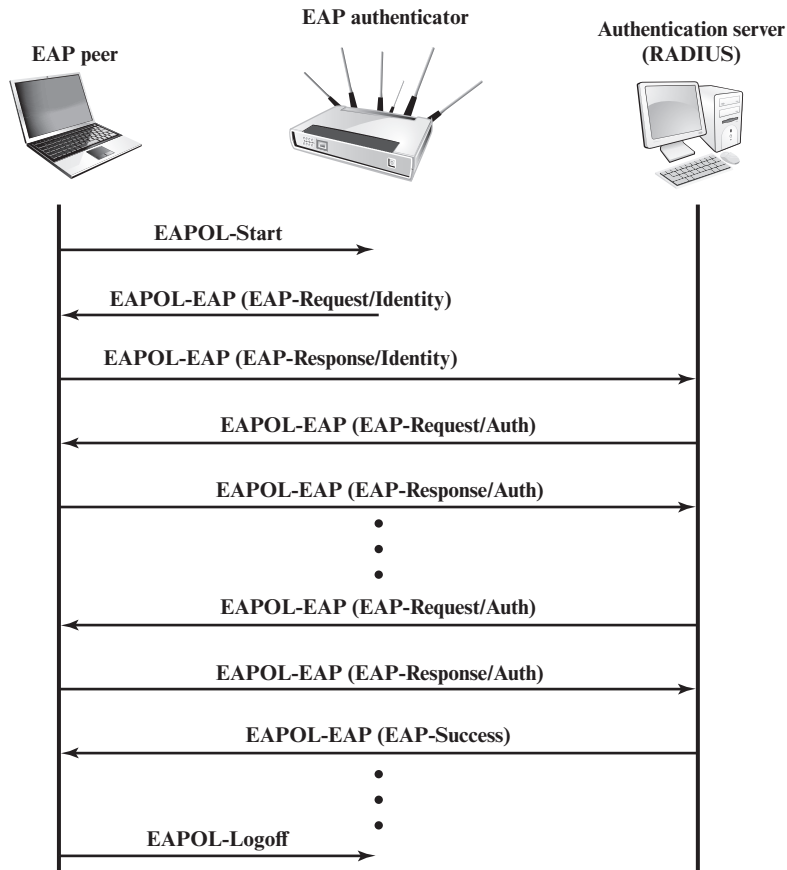 EAP peer
EAP authenticator
Authentication server
(RADIUS)
EAPOL-Start
EAPOL-EAP (EAP-Request/Identity)
EAPOL-EAP (EAP-Response/Identity)
EAPOL-EAP (EAP-Request/Auth)
EAPOL-EAP (EAP-Response/Auth)
EAPOL-EAP (EAP-Request/Auth)
EAPOL-EAP (EAP-Response/Auth)
EAPOL-EAP (EAP-Success)
EAPOL-Logoff